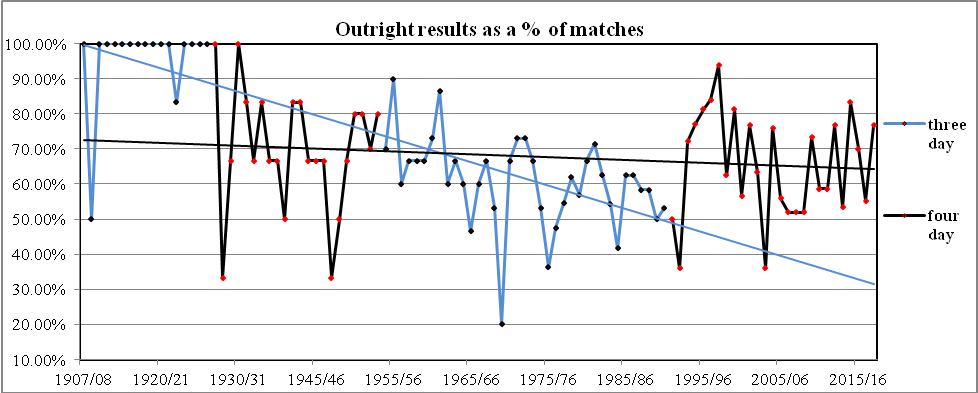 Outright results as a % of matches
100.00%
90.00%
80.00%
70.00%
60.00%
50.00%
40.00%
30.00%
20.00%
10.00%
1907/08 1920/21 1930/31 1945/46 1955/56 1965/66 1975/76 1985/86 1995/96 2005/06 2015/16
three
day
four
day